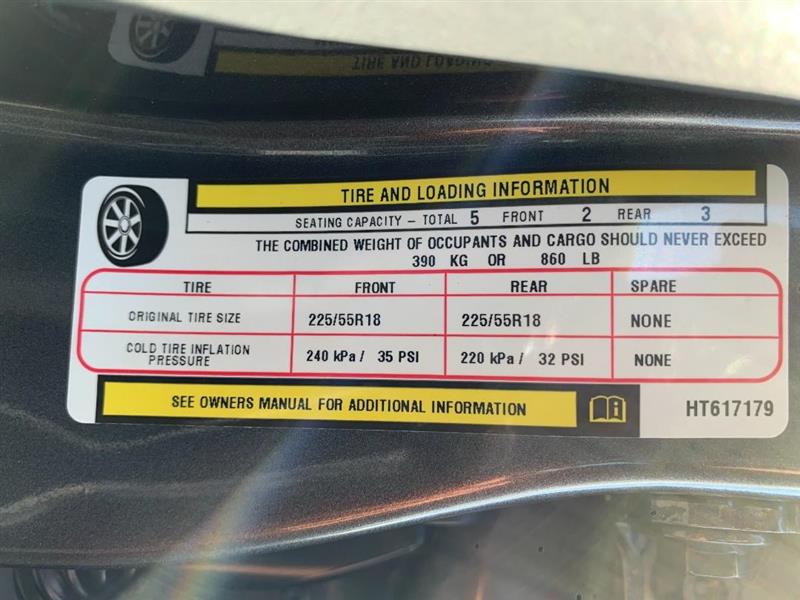 TIRE AND LOADING
TIRE AND LOADING INFORMATION
SEATING CAPACITY – TOTAL 5 FRONT 2 REAR 3
THE COMBINED WEIGHT OF OCCUPANTS AND CARGO SHOULD NEVER EXCEED
390 KG OR 860 LB
TIRE FRONT REAR SPARE
ORIGINAL TIRE SIZE 225/55R18 225/55R18 NONE
COLD TIRE INFLATION
PRESSURE 240 kPa / 35 PSI 220 kPa / 32 PSI NONE
SEE OWNERS MANUAL FOR ADDITIONAL INFORMATION
HT617179